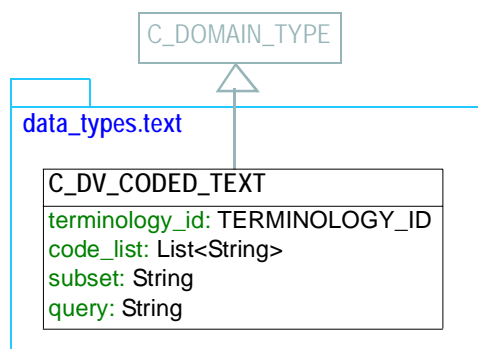 C_DOMAIN_TYPE
data_types.text
C_DV_CODED_TEXT
terminology_id: TERMINOLOGY_ID
code_list: List<String>
subset: String
query: String